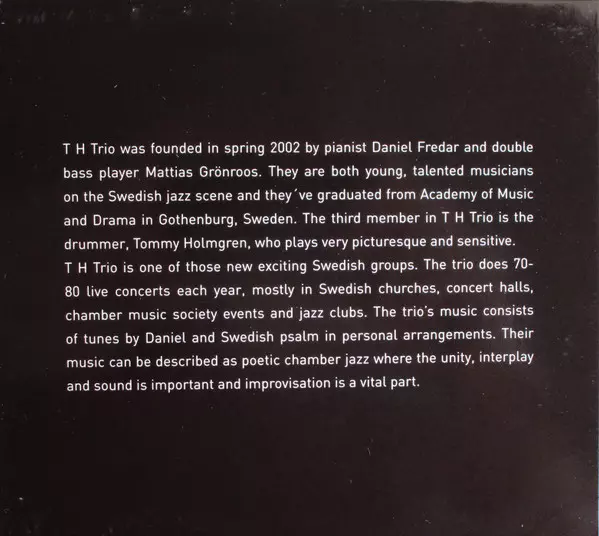 T H Trio was founded in spring 2002 by pianist Daniel Fredar and double
bass player Mattias Grönroos. They are both young, talented musicians
on the Swedish jazz scene and they´ve graduated from Academy of Music
and Drama in Gothenburg, Sweden. The third member in T H Trio is the
drummer, Tommy Holmgren, who plays very picturesque and sensitive.
T H Trio is one of those new exciting Swedish groups. The trio does 70-
80 live concerts each year, mostly in Swedish churches, concert halls,
chamber music society events and jazz clubs. The trio's music consists
of tunes by Daniel and Swedish psalm in personal arrangements. Their
music can be described as poetic chamber jazz where the unity, interplay
and sound is important and improvisation is a vital part.